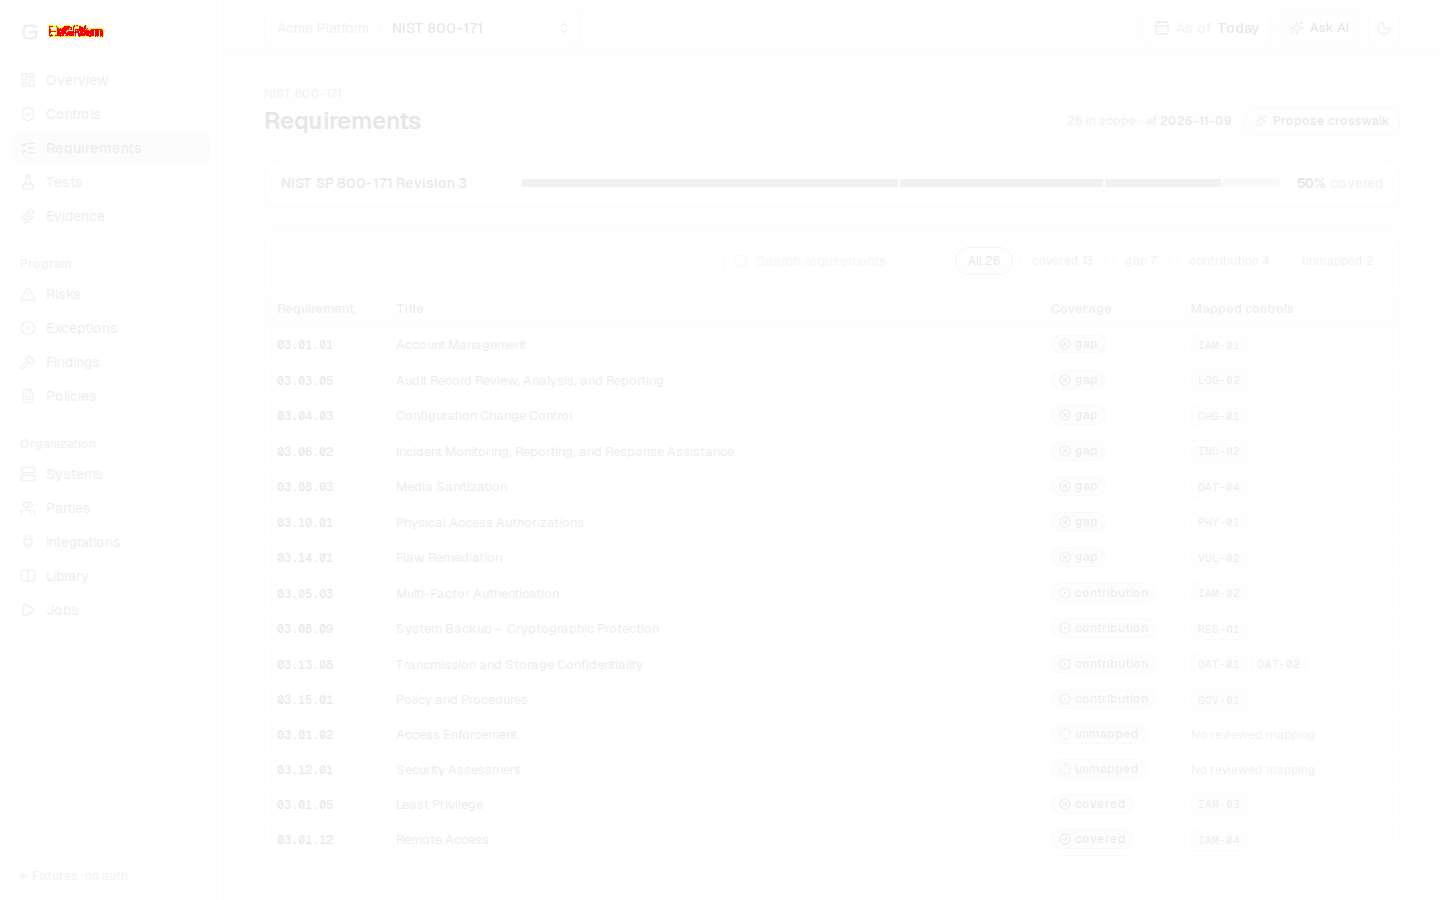 G
Acme Platform / NIST 800-171
As of Today
Ask AI
Overview
Controls
Requirements
Tests
Evidence
Program
Risks
Exceptions
Findings
Policies
Organization
Systems
Parties
Integrations
Library
Jobs
Fixtures · no auth
NIST 800-171
Requirements
26 in scope · at 2026-11-09
Propose crosswalk
NIST SP 800-171 Revision 3
50% covered
Search requirements
All 26
covered 13
gap 7
contribution 4
unmapped 2
Requirement Title Coverage Mapped controls
03.01.01 Account Management gap IAM-01
03.03.05 Audit Record Review, Analysis, and Reporting gap LOG-02
03.04.03 Configuration Change Control gap CHG-01
03.06.02 Incident Monitoring, Reporting, and Response Assistance gap INC-02
03.08.03 Media Sanitization gap DAT-04
03.10.01 Physical Access Authorizations gap PHY-01
03.14.01 Flaw Remediation gap VUL-02
03.05.03 Multi-Factor Authentication contribution IAM-02
03.08.09 System Backup – Cryptographic Protection contribution RES-01
03.13.08 Transmission and Storage Confidentiality contribution DAT-01 DAT-02
03.15.01 Policy and Procedures contribution GOV-01
03.01.02 Access Enforcement unmapped No reviewed mapping
03.12.01 Security Assessment unmapped No reviewed mapping
03.01.05 Least Privilege covered IAM-03
03.01.12 Remote Access covered IAM-04